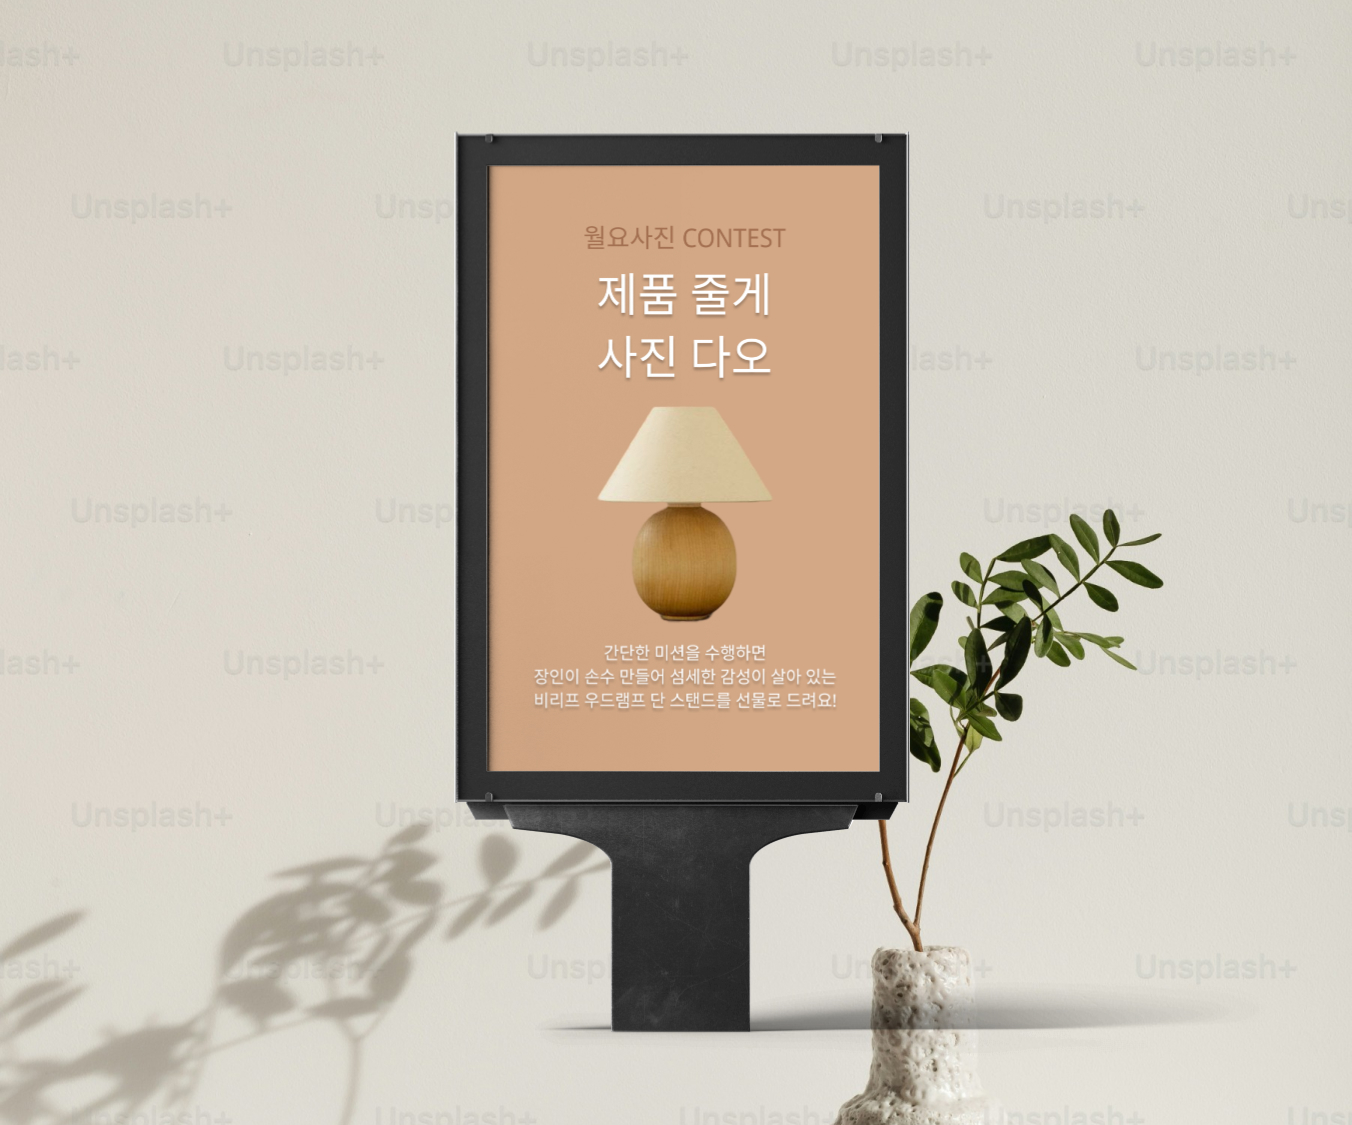 월요사진 CONTEST
제품 줄게
사진 다오
간단한 미션을 수행하면
장인이 손수 만들어 섬세한 감성이 살아 있는
비리프 우드램프 단 스탠드를 선물로 드려요!
Unsplash+